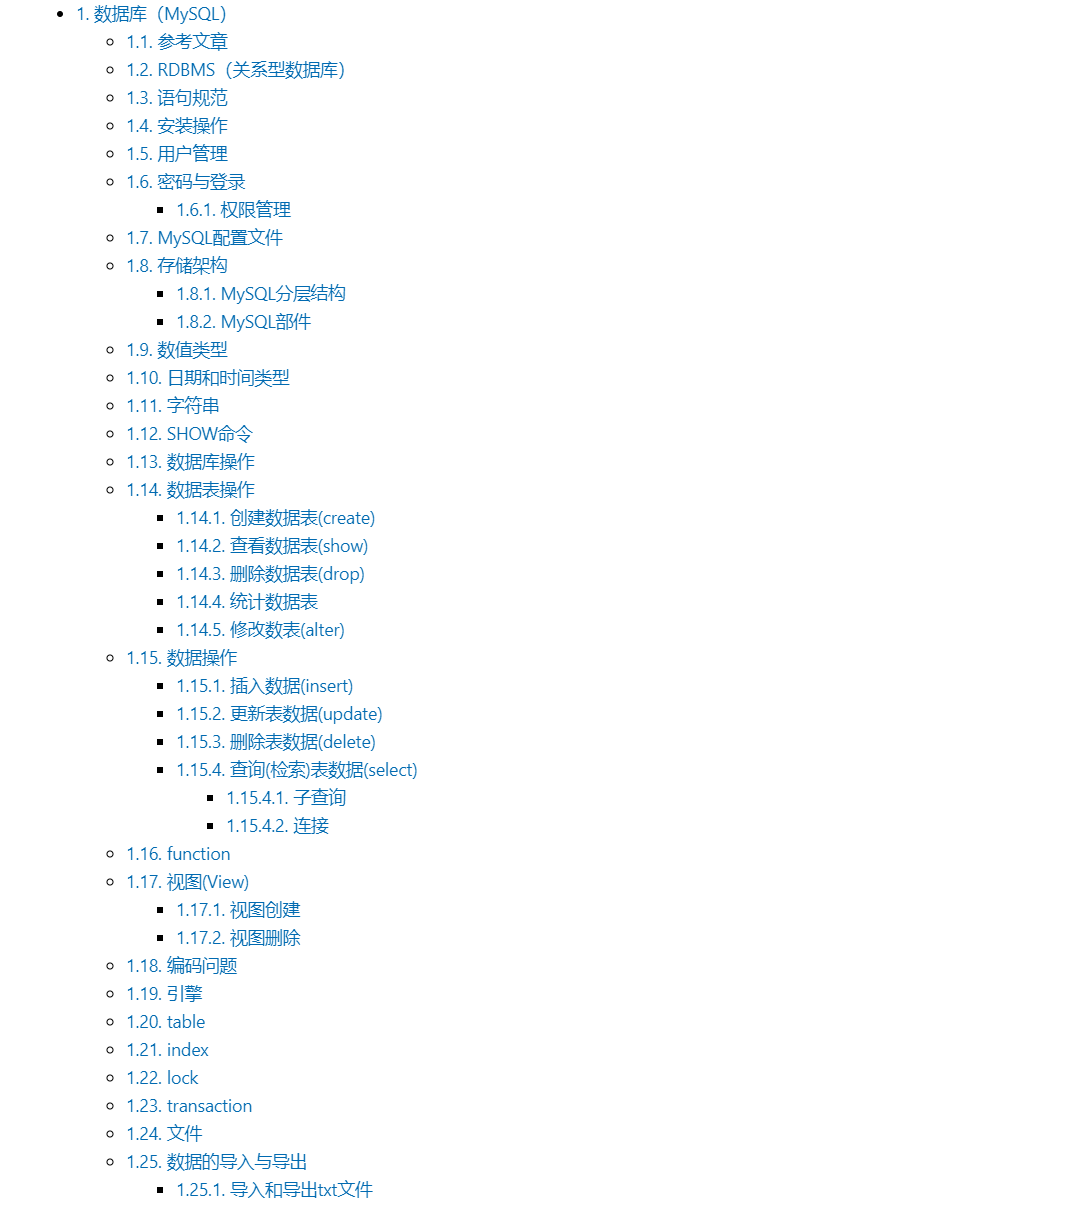 1. 数据库（MySQL）
1.1. 参考文章
1.2. RDBMS（关系型数据库）
1.3. 语句规范
1.4. 安装操作
1.5. 用户管理
1.6. 密码与登录
1.6.1. 权限管理
1.7. MySQL配置文件
1.8. 存储架构
1.8.1. MySQL分层结构
1.8.2. MySQL部件
1.9. 数值类型
1.10. 日期和时间类型
1.11. 字符串
1.12. SHOW命令
1.13. 数据库操作
1.14. 数据表操作
1.14.1. 创建数据表(create)
1.14.2. 查看数据表(show)
1.14.3. 删除数据表(drop)
1.14.4. 统计数据表
1.14.5. 修改数表(alter)
1.15. 数据操作
1.15.1. 插入数据(insert)
1.15.2. 更新表数据(update)
1.15.3. 删除表数据(delete)
1.15.4. 查询(检索)表数据(select)
1.15.4.1. 子查询
1.15.4.2. 连接
1.16. function
1.17. 视图(View)
1.17.1. 视图创建
1.17.2. 视图删除
1.18. 编码问题
1.19. 引擎
1.20. table
1.21. index
1.22. lock
1.23. transaction
1.24. 文件
1.25. 数据的导入与导出
1.25.1. 导入和导出txt文件